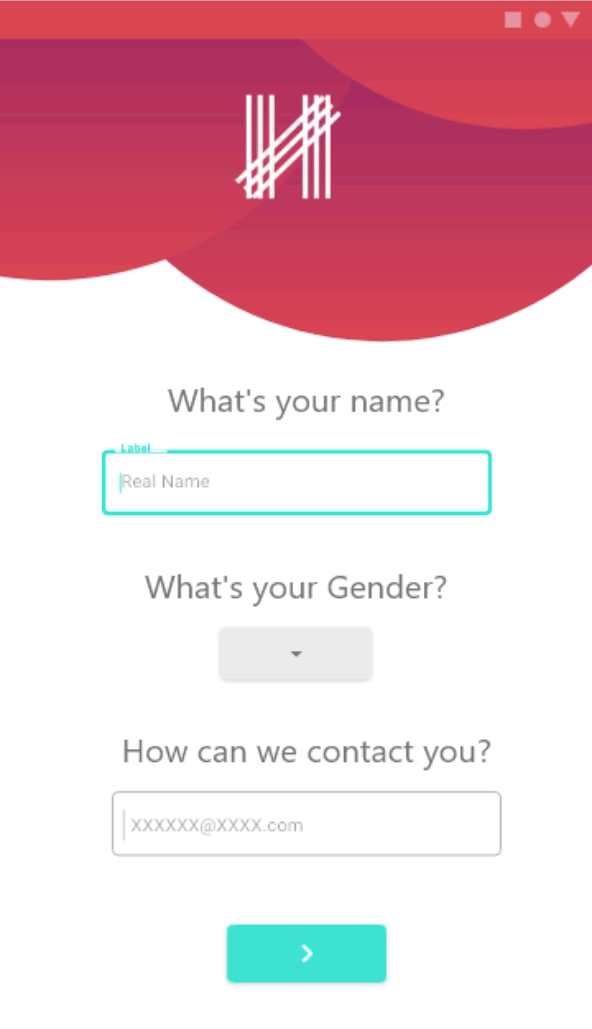 What's your name?
Label
Real Name
What's your Gender?
How can we contact you?
XXXXXX@XXXX.com